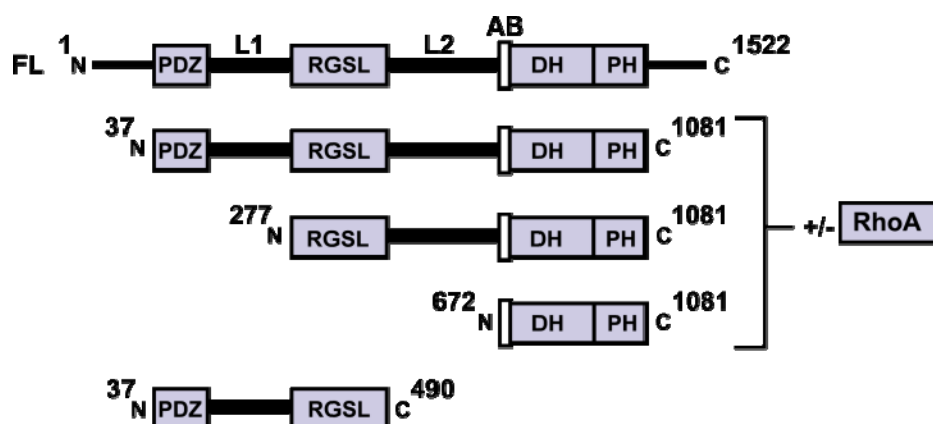 AB
FL 1 N PDZ L1 RGSL L2 DH PH C 1522
37 N PDZ RGSL DH PH C 1081
277 N RGSL DH PH C 1081
+/- RhoA
672 N DH PH C 1081
37 N PDZ RGSL C 490